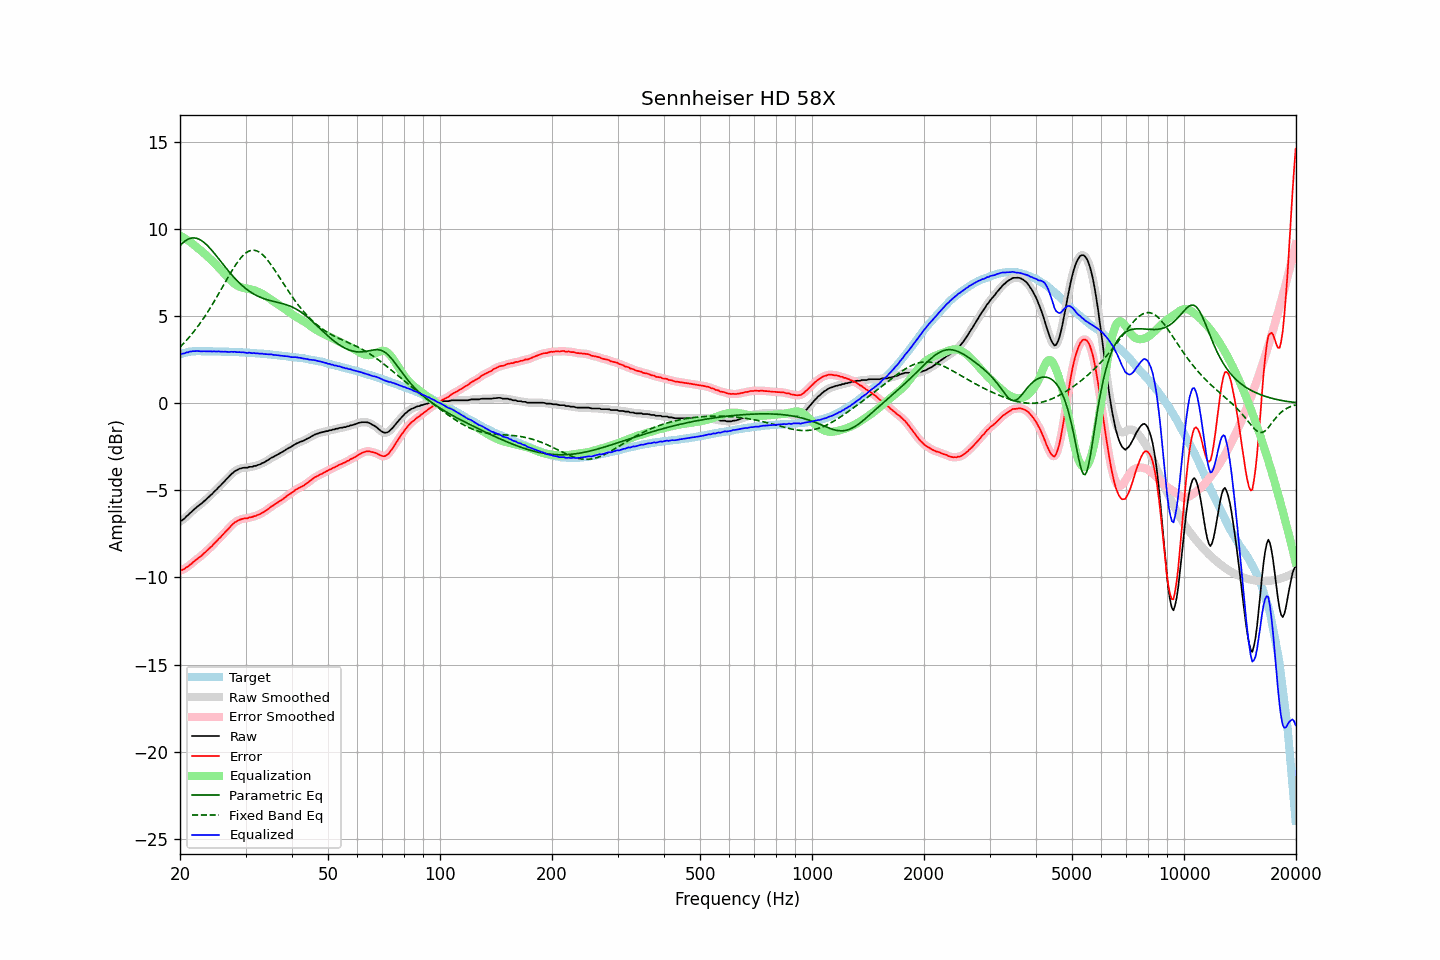 Sennheiser HD 58X
15
10
5
0
−5
−10
−15
−20
−25
Amplitude (dBr)
Target
Raw Smoothed
Error Smoothed
Raw
Error
Equalization
Parametric Eq
Fixed Band Eq
Equalized
20 50 100 200 500 1000 2000 5000 10000 20000
Frequency (Hz)